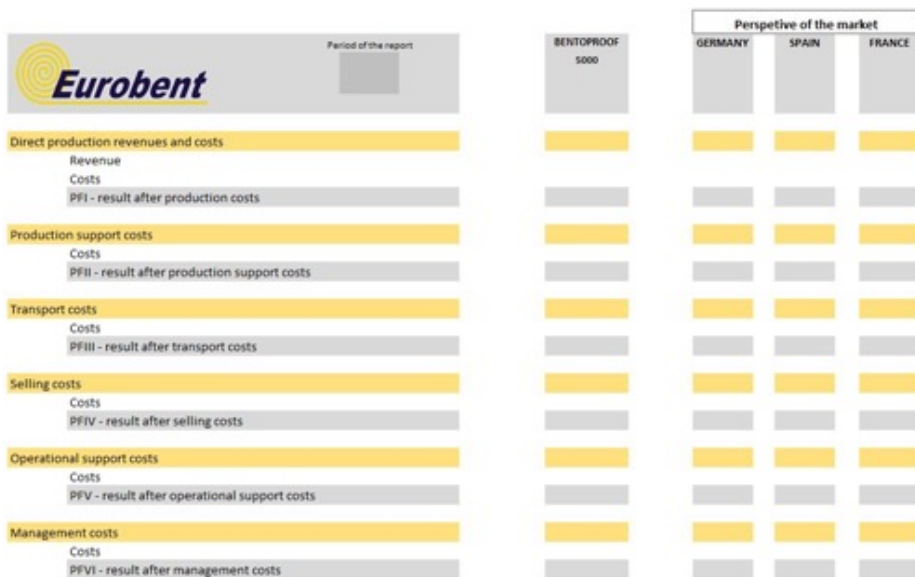 Perspetive of the market
Period of the report
BENTOPROOF 5000
GERMANY
SPAIN
FRANCE
Eurobent
Direct production revenues and costs
Revenue
Costs
PFI - result after production costs
Production support costs
Costs
PFII - result after production support costs
Transport costs
Costs
PFIII - result after transport costs
Selling costs
Costs
PFIV - result after selling costs
Operational support costs
Costs
PFV - result after operational support costs
Management costs
Costs
PFVI - result after management costs